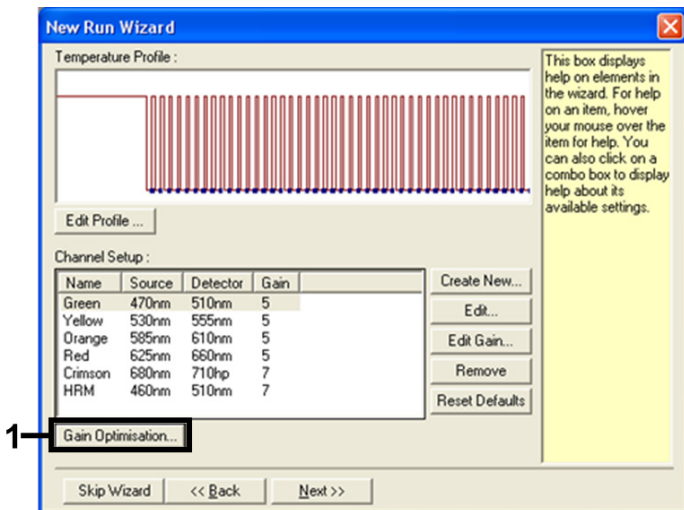 New Run Wizard
Temperature Profile :
Edit Profile ...
Channel Setup :
Name Source Detector Gain
Green 470nm 510nm 5
Yellow 530nm 555nm 5
Orange 585nm 610nm 5
Red 625nm 660nm 5
Crimson 680nm 710hp 7
HRM 460nm 510nm 7
Create New...
Edit...
Edit Gain...
Remove
Reset Defaults
1
Gain Optimisation...
Skip Wizard
<< Back
Next >>
This box displays
help on elements in
the wizard. For help
on an item, hover
your mouse over the
item for help. You
can also click on a
combo box to display
help about its
available settings.